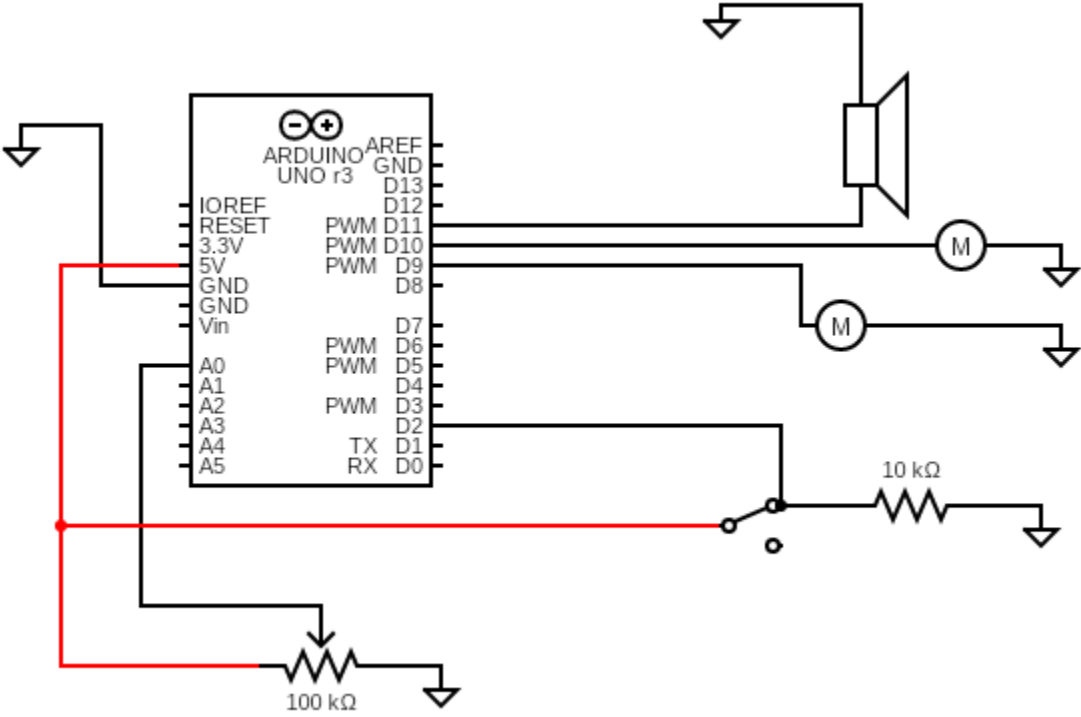 ARDUINO
UNO r3
AREF
GND
D13
IOREF D12
RESET PWM D11
3.3V PWM D10
5V PWM D9
GND D8
GND
Vin D7
PWM D6
A0 PWM D5
A1 D4
A2 PWM D3
A3 D2
A4 TX D1
A5 RX D0
M
M
10 kΩ
100 kΩ